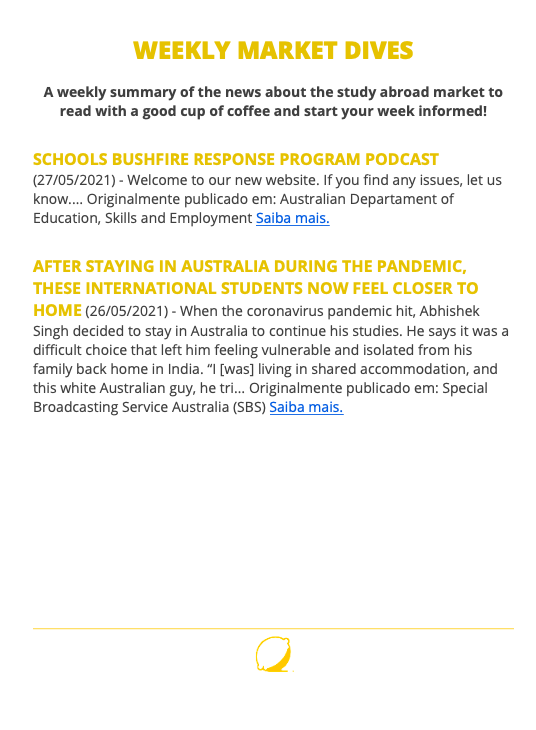 WEEKLY MARKET DIVES
A weekly summary of the news about the study abroad market to
read with a good cup of coffee and start your week informed!
SCHOOLS BUSHFIRE RESPONSE PROGRAM PODCAST
(27/05/2021) - Welcome to our new website. If you find any issues, let us
know.... Originalmente publicado em: Australian Departament of
Education, Skills and Employment Saiba mais.
AFTER STAYING IN AUSTRALIA DURING THE PANDEMIC,
THESE INTERNATIONAL STUDENTS NOW FEEL CLOSER TO
HOME (26/05/2021) - When the coronavirus pandemic hit, Abhishek
Singh decided to stay in Australia to continue his studies. He says it was a
difficult choice that left him feeling vulnerable and isolated from his
family back home in India. “I [was] living in shared accommodation, and
this white Australian guy, he tri... Originalmente publicado em: Special
Broadcasting Service Australia (SBS) Saiba mais.